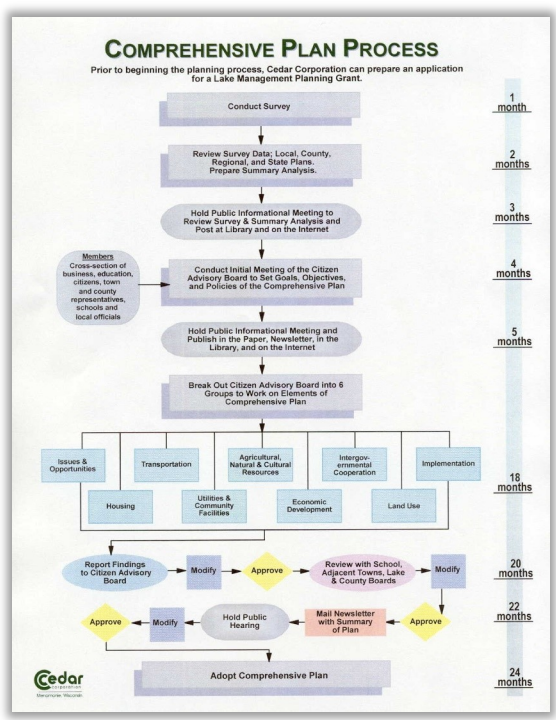 COMPREHENSIVE PLAN PROCESS
Prior to beginning the planning process, Cedar Corporation can prepare an application
for a Lake Management Planning Grant.
Conduct Survey
1
month
Review Survey Data; Local, County,
Regional, and State Plans.
Prepare Summary Analysis.
2
months
Hold Public Informational Meeting to
Review Survey & Summary Analysis and
Post at Library and on the Internet
3
months
Members
Cross-section of
business, education,
citizens, town
and county
representatives,
schools and
local officials
Conduct Initial Meeting of the Citizen
Advisory Board to Set Goals, Objectives,
and Policies of the Comprehensive Plan
4
months
Hold Public Informational Meeting and
Publish in the Paper, Newsletter, in the
Library, and on the Internet
5
months
Break Out Citizen Advisory Board into 6
Groups to Work on Elements of
Comprehensive Plan
Issues &
Opportunities
Transportation
Agricultural,
Natural & Cultural
Resources
Intergov-
ernmental
Cooperation
Implementation
Housing
Utilities &
Community
Facilities
Economic
Development
Land Use
18
months
Report Findings
to Citizen Advisory
Board
Modify
Approve
Review with School,
Adjacent Towns, Lake
& County Boards
Modify
20
months
Approve
Modify
Hold Public
Hearing
Mail Newsletter
with Summary
of Plan
Approve
22
months
Adopt Comprehensive Plan
24
months
Cedar
corporation
Menomonie, Wisconsin